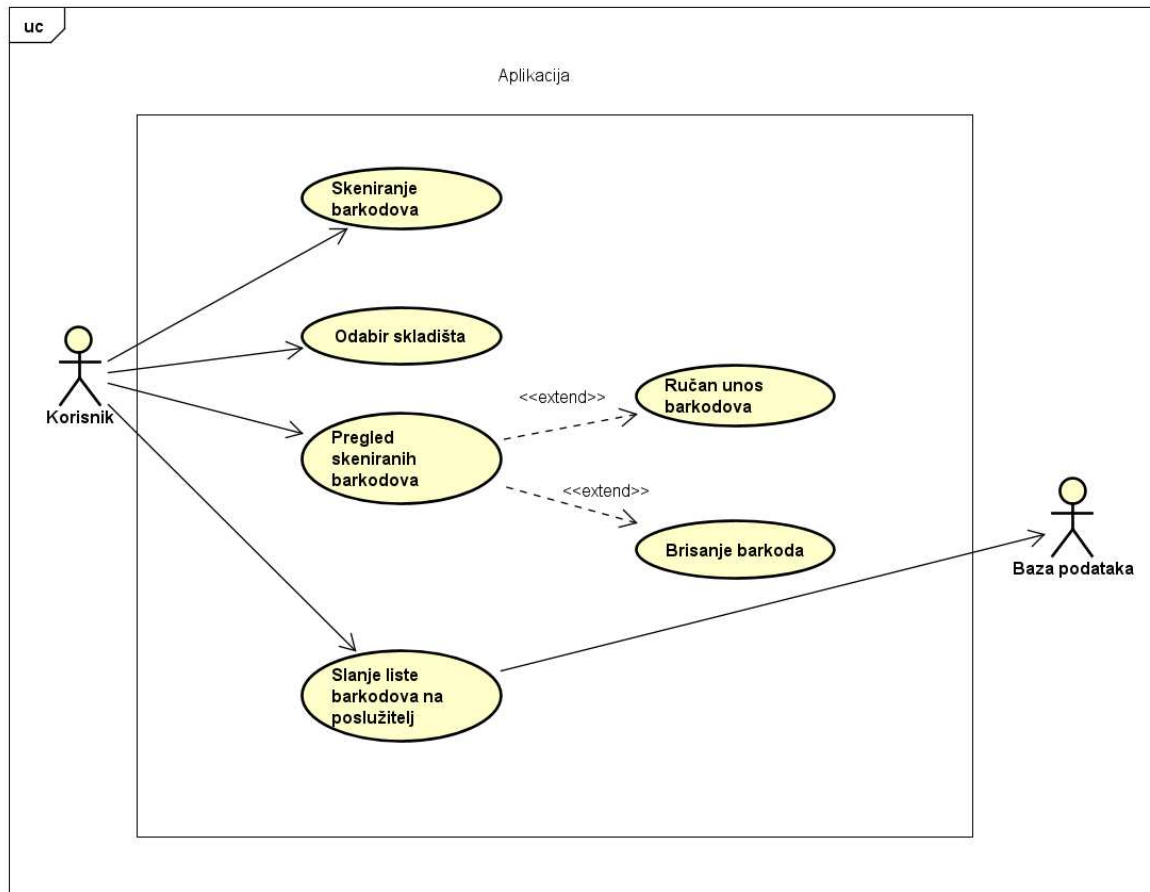 uc
Aplikacija
Skeniranje
barkodova
Odabir skladišta
Korisnik
Pregled
skeniranih
barkodova
<<extend>>
Ručan unos
barkodova
<<extend>>
Brisanje barkoda
Baza podataka
Slanje liste
barkodova na
poslužitelj